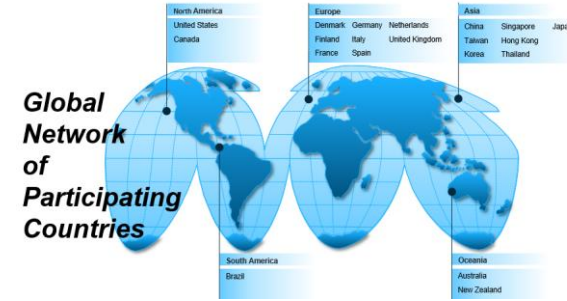 North America
United States
Canada
Europe
Denmark Germany Netherlands
Finland Italy United Kingdom
France Spain
Asia
China Singapore Japa
Taiwan Hong Kong
Korea Thailand
Global
Network
of
Participating
Countries
South America
Brazil
Oceania
Australia
New Zealand